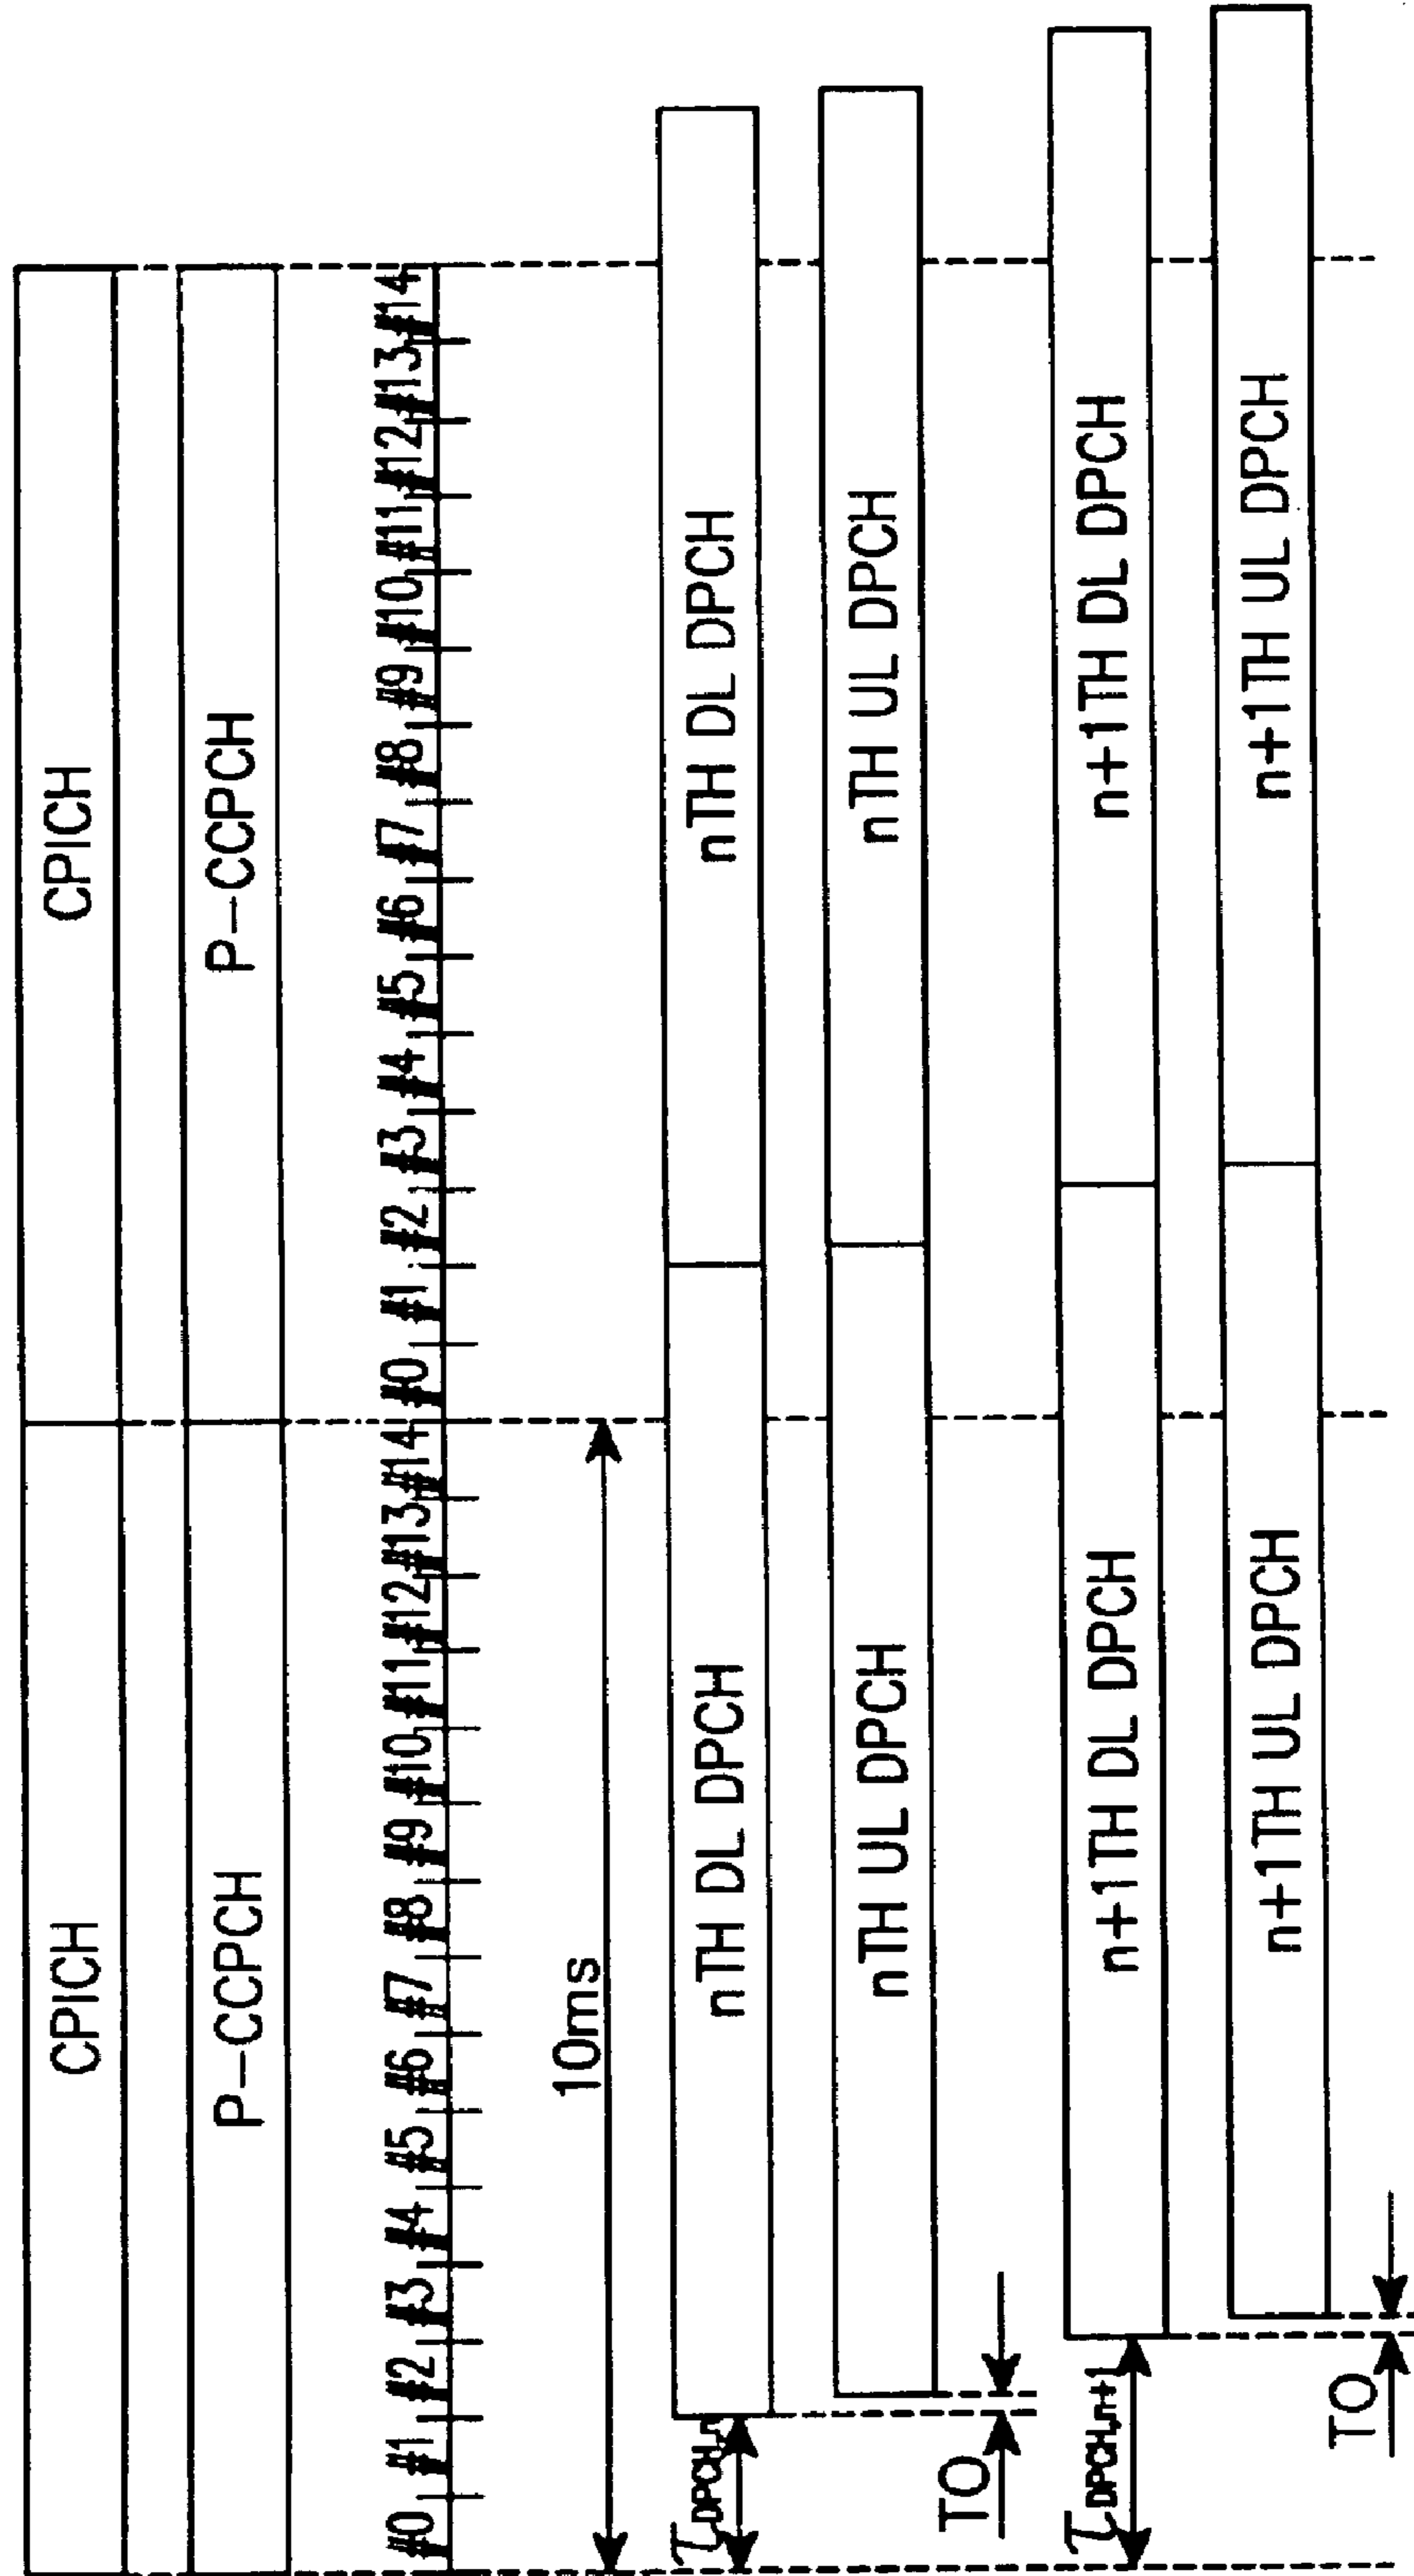 CPICH CPICH
P-CCPCH P-CCPCH
#0 #1 #2 #3 #4 #5 #6 #7 #8 #9 #10 #11 #12 #13 #14 #0 #1 #2 #3 #4 #5 #6 #7 #8 #9 #10 #11 #12 #13 #14
10ms
τDPCH,n
nTH DL DPCH nTH DL DPCH
nTH UL DPCH nTH UL DPCH
TO
τDPCH,n+1
n+1TH DL DPCH n+1TH DL DPCH
n+1TH UL DPCH n+1TH UL DPCH
TO